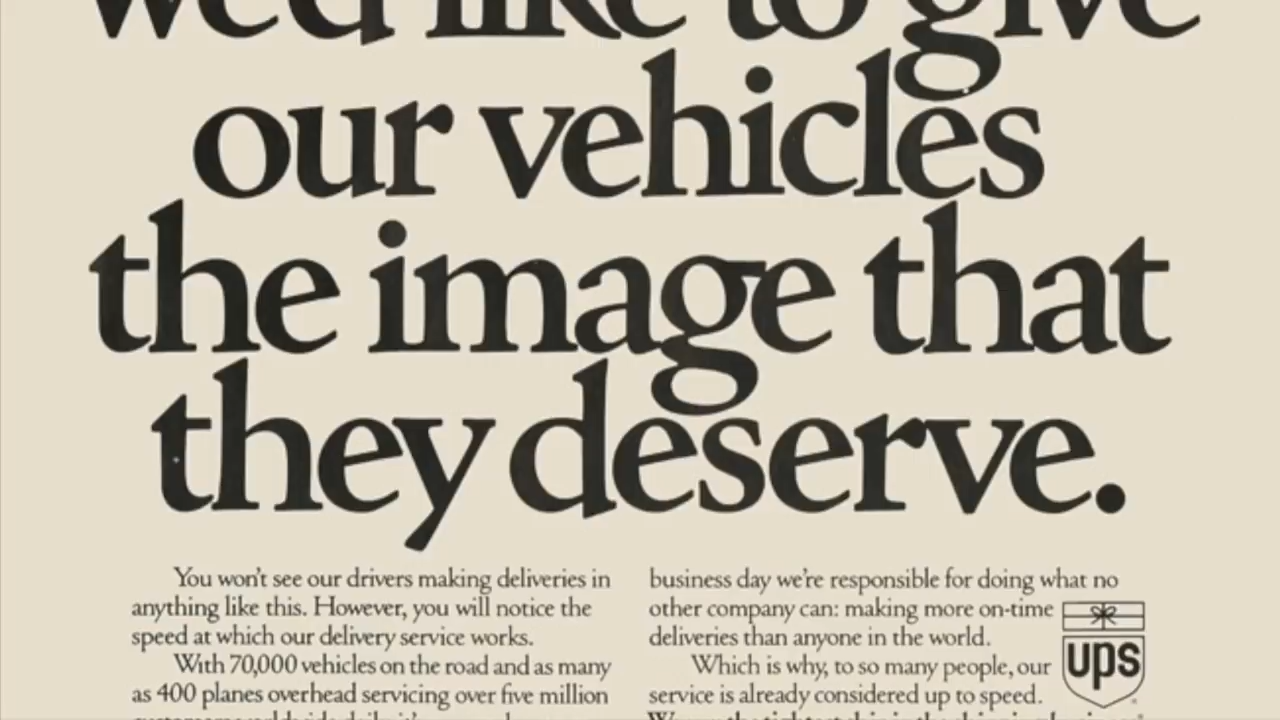 we'd like to give
our vehicles
the image that
they deserve.
You won't see our drivers making deliveries in
anything like this. However, you will notice the
speed at which our delivery service works.
With 70,000 vehicles on the road and as many
as 400 planes overhead servicing over five million
business day we're responsible for doing what no
other company can: making more on-time
deliveries than anyone in the world.
Which is why, to so many people, our
service is already considered up to speed.
ups